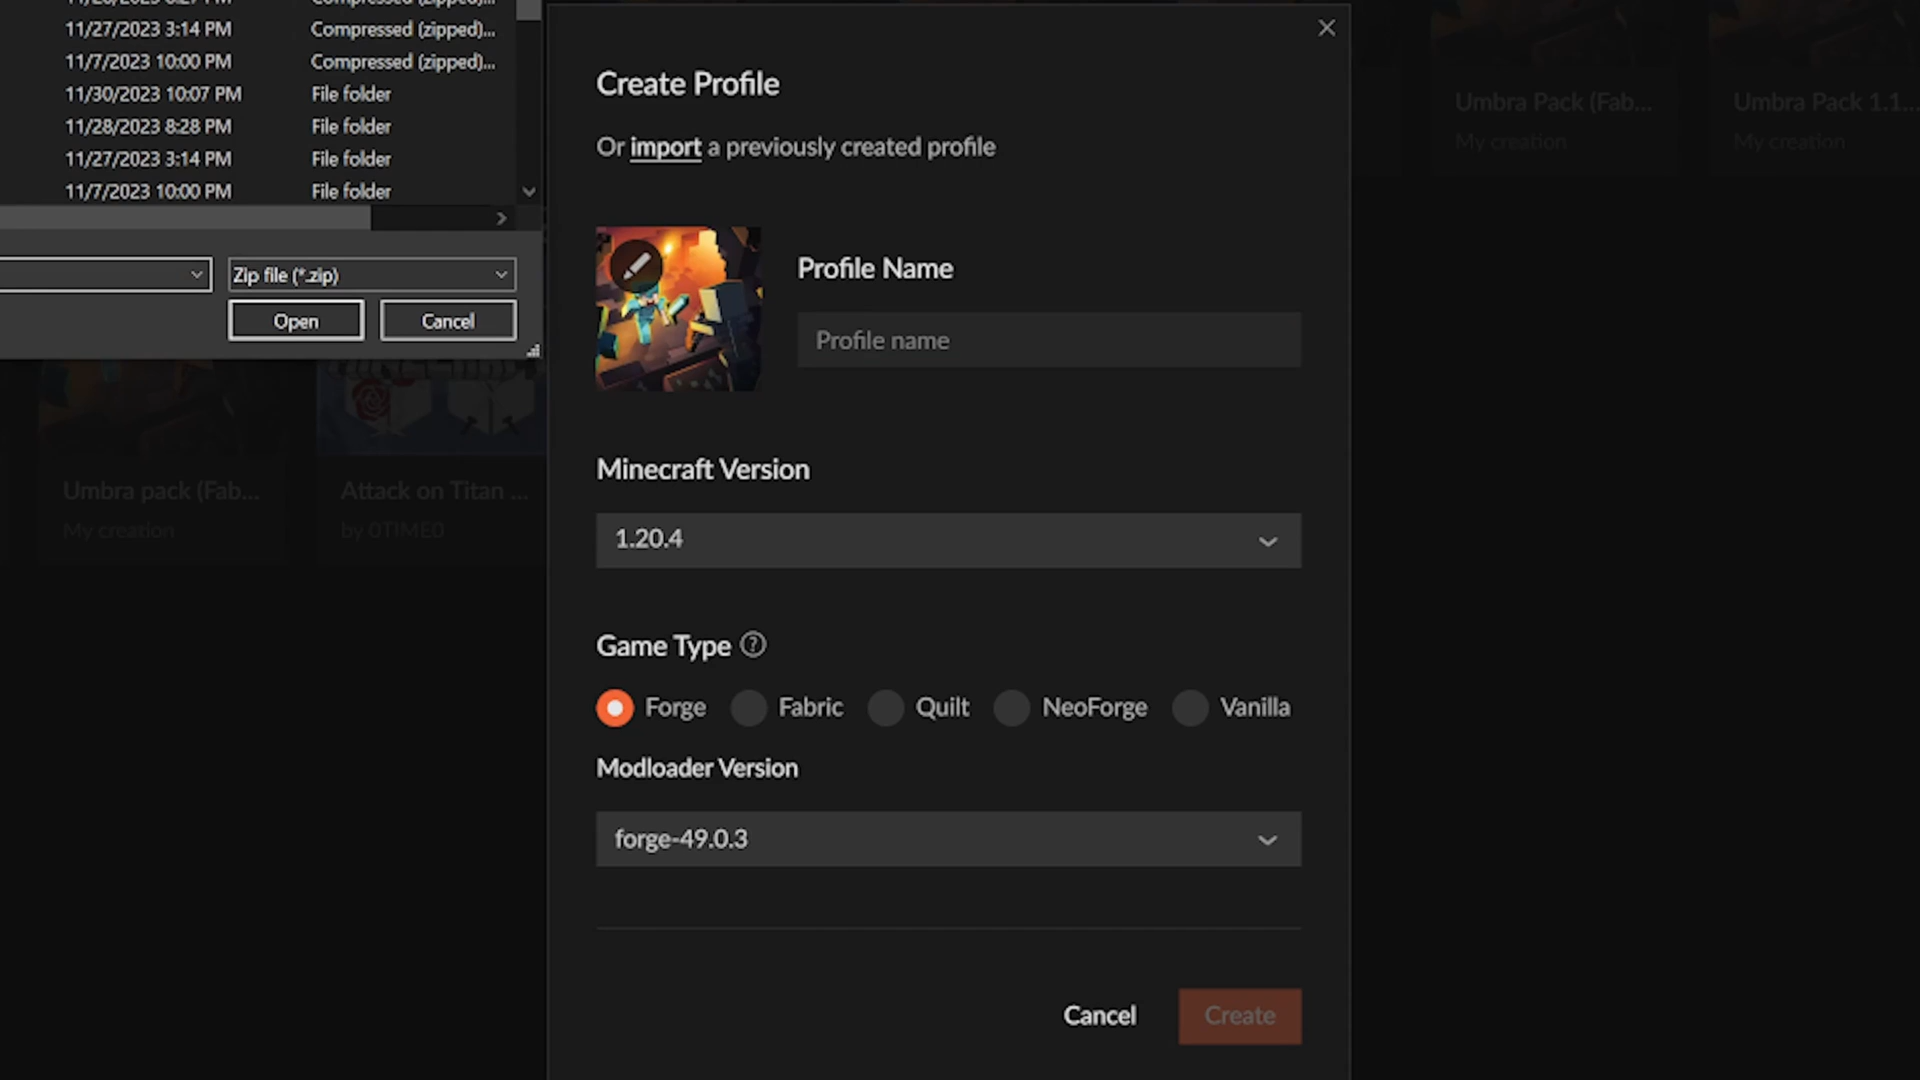 Compressed (zipped)...
11/27/2023 3:14 PM Compressed (zipped)...
11/7/2023 10:00 PM Compressed (zipped)...
11/30/2023 10:07 PM File folder
11/28/2023 8:28 PM File folder
11/27/2023 3:14 PM File folder
11/7/2023 10:00 PM File folder
Zip file (*.zip)
Open Cancel
Umbra pack (Fab...
My creation
Attack on Titan ...
by 0TIME0
Create Profile
Or import a previously created profile
Profile Name
Profile name
Minecraft Version
1.20.4
Game Type
Forge Fabric Quilt NeoForge Vanilla
Modloader Version
forge-49.0.3
Cancel Create
Umbra Pack (Fab...
My creation
Umbra Pack 1.1...
My creation